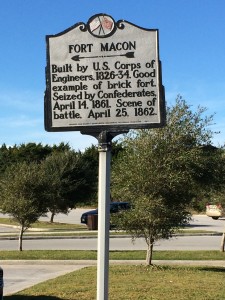 FORT MACON
Built by U.S. Corps of
Engineers, 1826-34. Good
example of brick fort.
Seized by Confederates,
April 14, 1861. Scene of
battle, April 25, 1862.